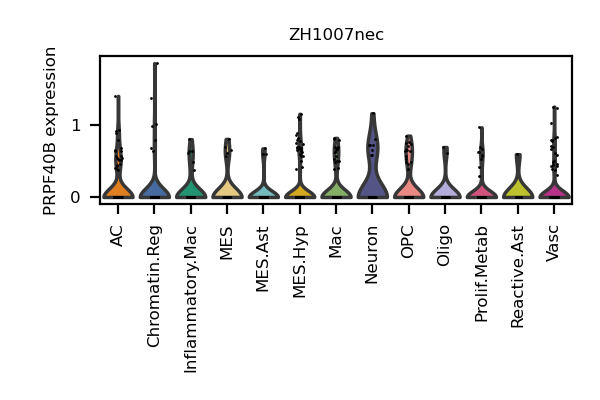 ZH1007nec
PRPF40B expression
1
0
AC
Chromatin.Reg
Inflammatory.Mac
MES
MES.Ast
MES.Hyp
Mac
Neuron
OPC
Oligo
Prolif.Metab
Reactive.Ast
Vasc